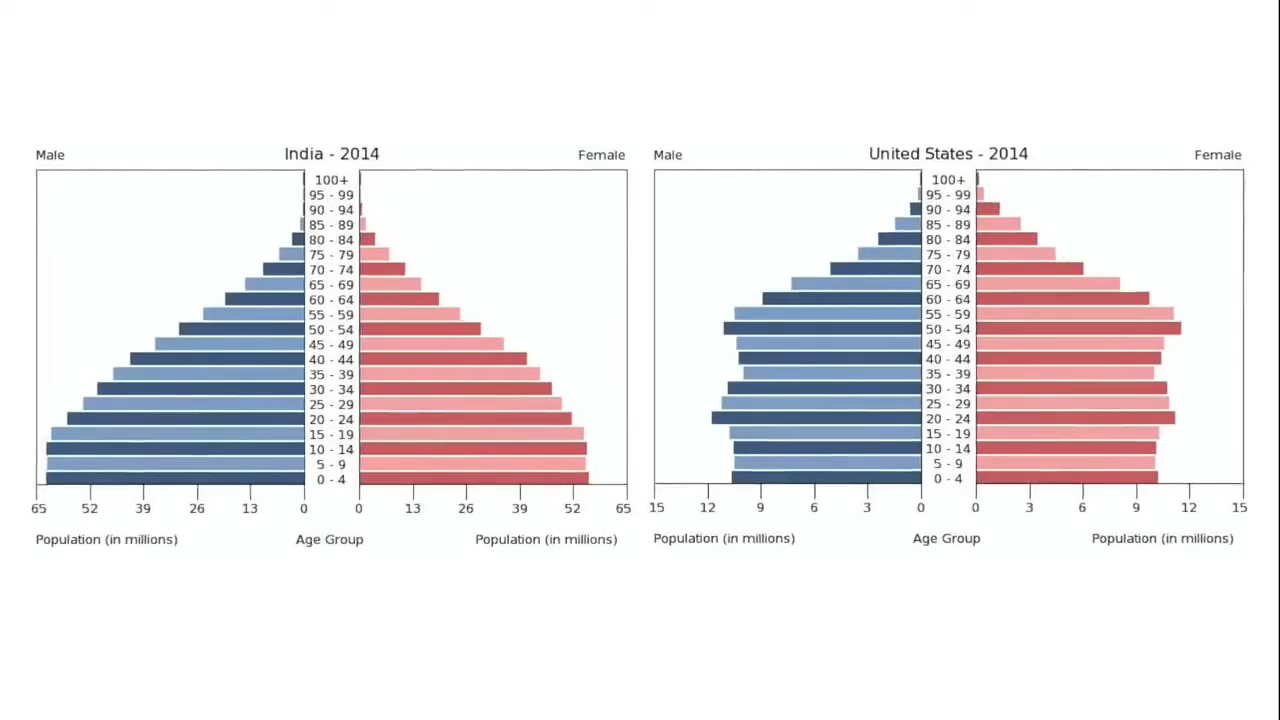 Male India - 2014 Female
100+
95 - 99
90 - 94
85 - 89
80 - 84
75 - 79
70 - 74
65 - 69
60 - 64
55 - 59
50 - 54
45 - 49
40 - 44
35 - 39
30 - 34
25 - 29
20 - 24
15 - 19
10 - 14
5 - 9
0 - 4
65 52 39 26 13 0 0 13 26 39 52 65
Population (in millions) Age Group Population (in millions)
Male United States - 2014 Female
100+
95 - 99
90 - 94
85 - 89
80 - 84
75 - 79
70 - 74
65 - 69
60 - 64
55 - 59
50 - 54
45 - 49
40 - 44
35 - 39
30 - 34
25 - 29
20 - 24
15 - 19
10 - 14
5 - 9
0 - 4
15 12 9 6 3 0 0 3 6 9 12 15
Population (in millions) Age Group Population (in millions)